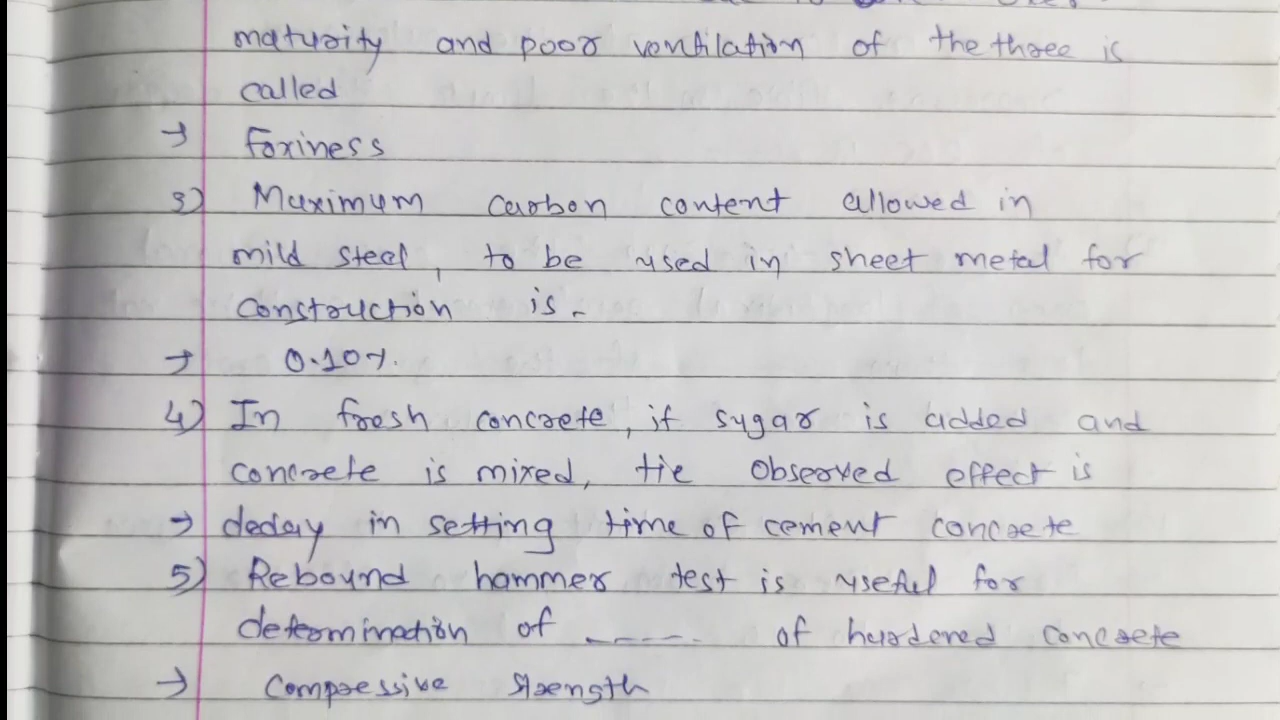 maturity and poor ventilation of the three is
called
→ foxiness
3) Maximum carbon content allowed in
mild steel, to be used in sheet metal for
construction is.
→ 0.10%.
4) In fresh concrete, if sugar is added and
concrete is mixed, tie observed effect is
→ deday in setting time of cement concrete
5) Rebound hammer test is useful for
determination of ----- of hardened concrete
→ Compressive strength